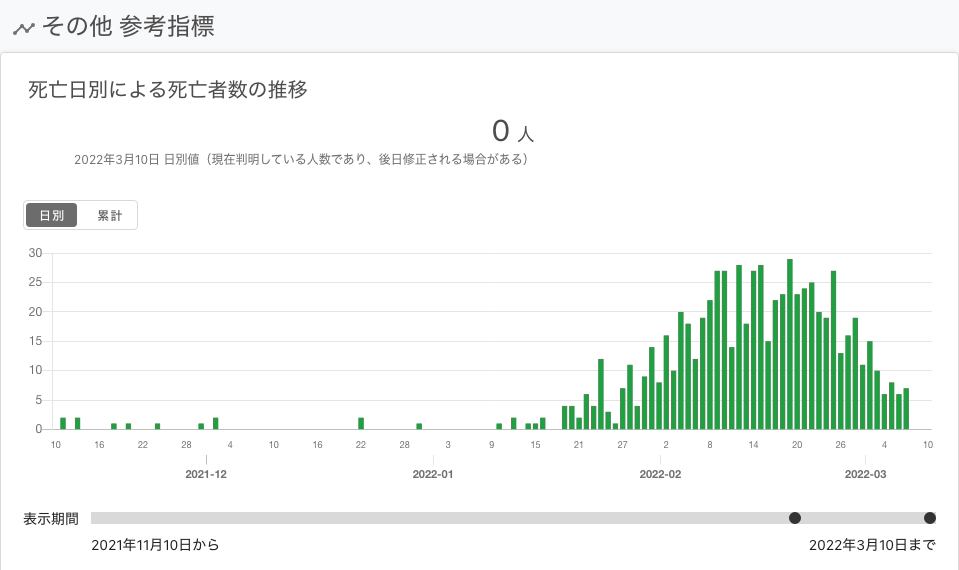 その他 参考指標
死亡日別による死亡者数の推移
0 人
2022年3月10日 日別値（現在判明している人数であり、後日修正される場合がある）
日別 累計
30
25
20
15
10
5
0
10 16 22 28 4 10 16 22 28 3 9 15 21 27 2 8 14 20 26 4 10
2021-12 2022-01 2022-02 2022-03
表示期間
2021年11月10日から 2022年3月10日まで